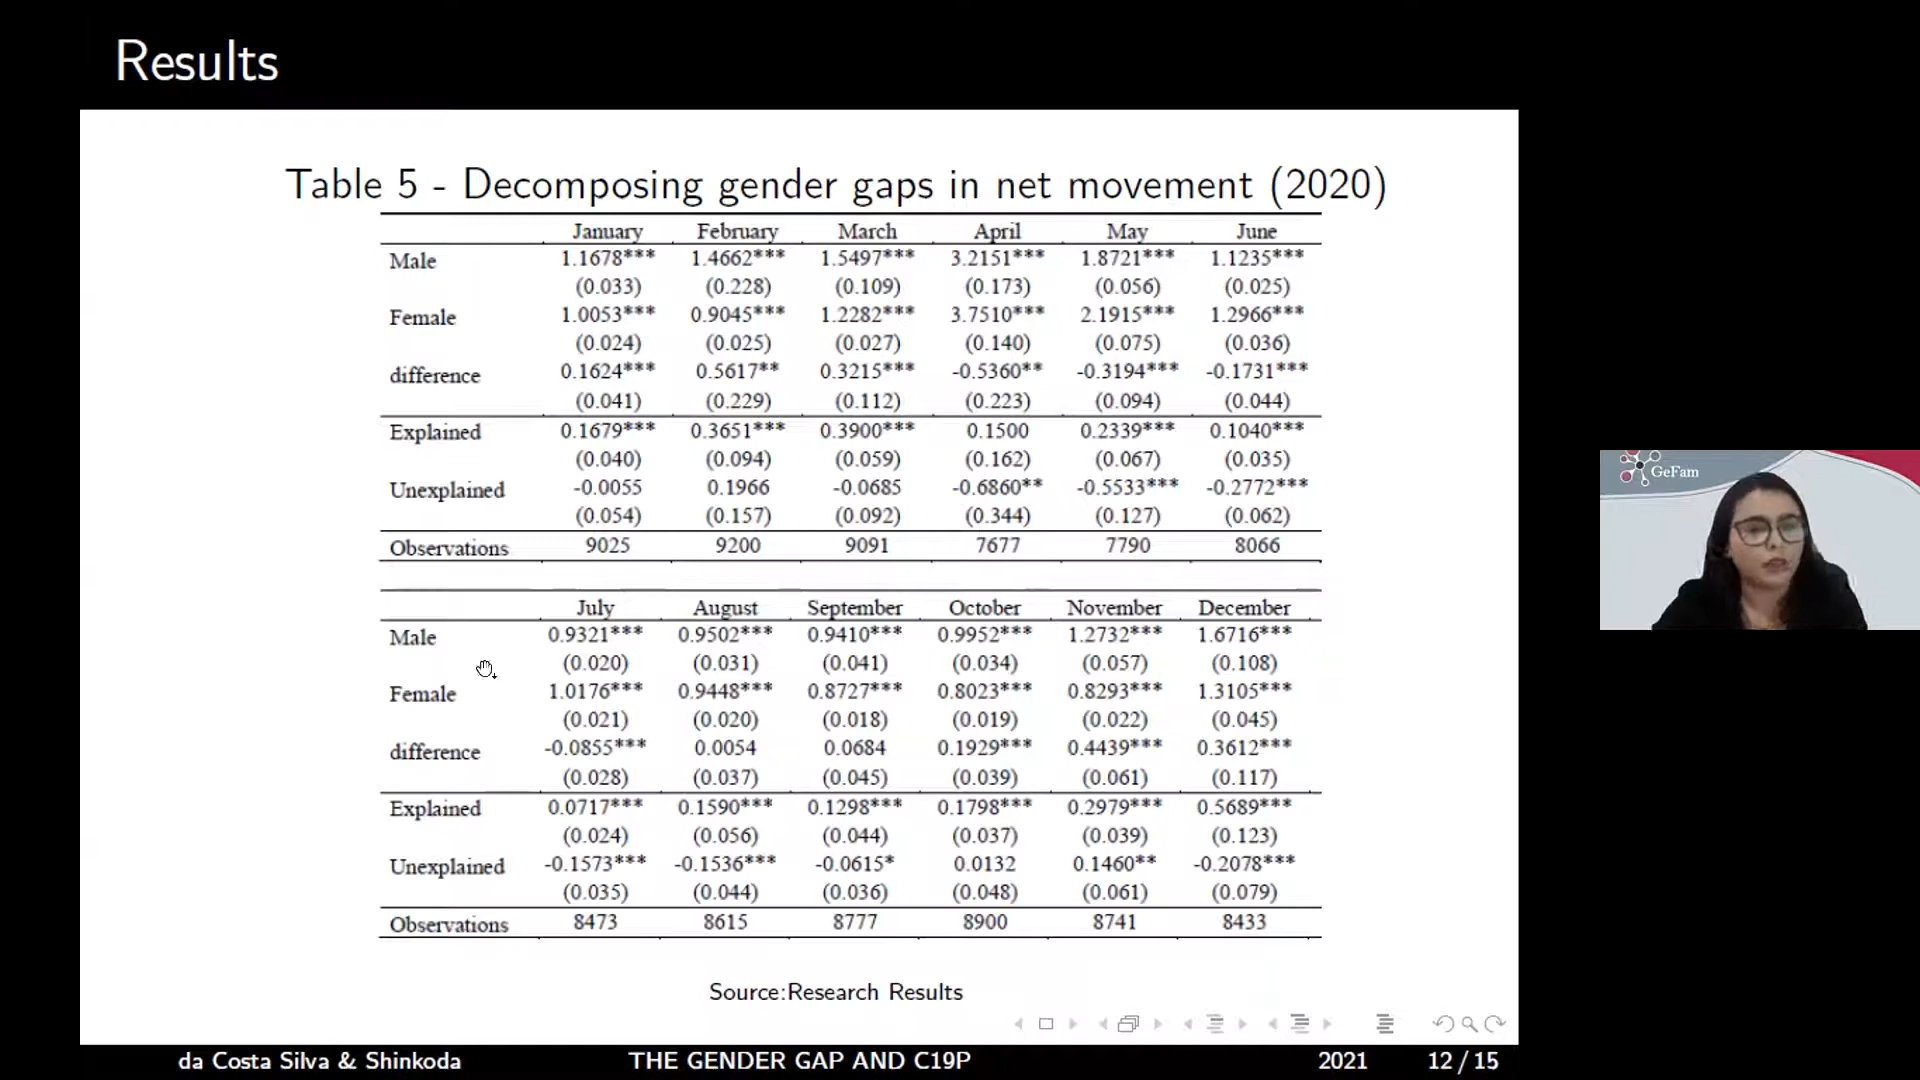 Results
Table 5 - Decomposing gender gaps in net movement (2020)
January February March April May June
Male 1.1678*** 1.4662*** 1.5497*** 3.2151*** 1.8721*** 1.1235***
(0.033) (0.228) (0.109) (0.173) (0.056) (0.025)
Female 1.0053*** 0.9045*** 1.2282*** 3.7510*** 2.1915*** 1.2966***
(0.024) (0.025) (0.027) (0.140) (0.075) (0.036)
difference 0.1624*** 0.5617** 0.3215*** -0.5360** -0.3194*** -0.1731***
(0.041) (0.229) (0.112) (0.223) (0.094) (0.044)
Explained 0.1679*** 0.3651*** 0.3900*** 0.1500 0.2339*** 0.1040***
(0.040) (0.094) (0.059) (0.162) (0.067) (0.035)
Unexplained -0.0055 0.1966 -0.0685 -0.6860** -0.5533*** -0.2772***
(0.054) (0.157) (0.092) (0.344) (0.127) (0.062)
Observations 9025 9200 9091 7677 7790 8066
July August September October November December
Male 0.9321*** 0.9502*** 0.9410*** 0.9952*** 1.2732*** 1.6716***
(0.020) (0.031) (0.041) (0.034) (0.057) (0.108)
Female 1.0176*** 0.9448*** 0.8727*** 0.8023*** 0.8293*** 1.3105***
(0.021) (0.020) (0.018) (0.019) (0.022) (0.045)
difference -0.0855*** 0.0054 0.0684 0.1929*** 0.4439*** 0.3612***
(0.028) (0.037) (0.045) (0.039) (0.061) (0.117)
Explained 0.0717*** 0.1590*** 0.1298*** 0.1798*** 0.2979*** 0.5689***
(0.024) (0.056) (0.044) (0.037) (0.039) (0.123)
Unexplained -0.1573*** -0.1536*** -0.0615* 0.0132 0.1460** -0.2078***
(0.035) (0.044) (0.036) (0.048) (0.061) (0.079)
Observations 8473 8615 8777 8900 8741 8433
Source:Research Results
da Costa Silva & Shinkoda THE GENDER GAP AND C19P 2021 12 / 15
GeFam